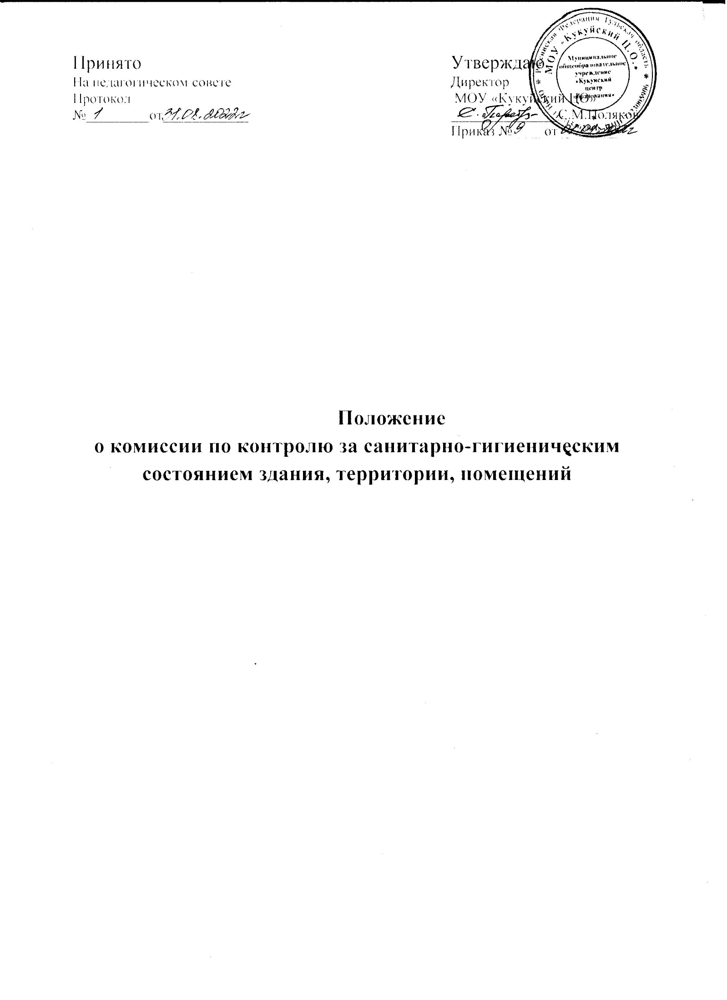 Принято
На педагогическом совете
Протокол
№ 1 от 31.08.2022г
Утверждаю
Директор
МОУ «Кукуйский ЦО»
С.М.Поляков
Приказ № 9 от
Российская Федерация Тульская область
МОУ «Кукуйский Ц.О.»
Муниципальное
общеобразовательное
учреждение
«Кукуйский
центр
образования»
Положение
о комиссии по контролю за санитарно-гигиеническим
состоянием здания, территории, помещений